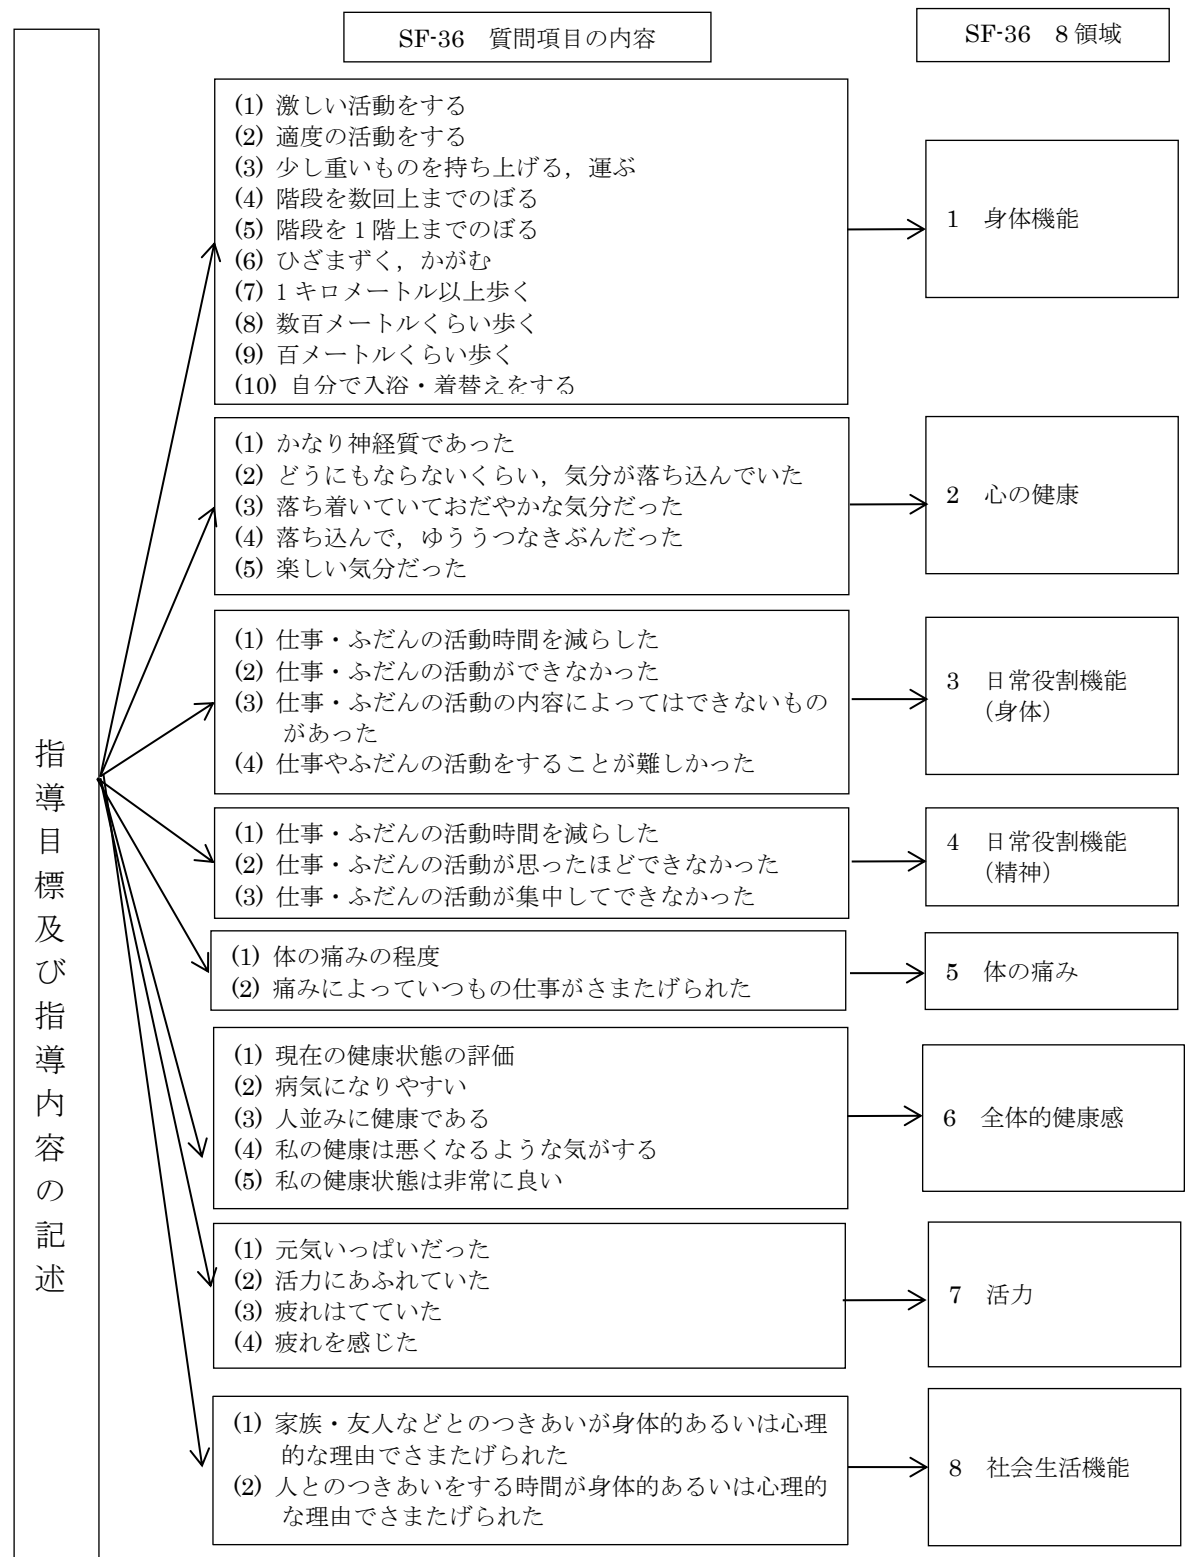 指導目標及び指導内容の記述
SF-36 質問項目の内容
SF-36 8領域
(1) 激しい活動をする
(2) 適度の活動をする
(3) 少し重いものを持ち上げる，運ぶ
(4) 階段を数回上までのぼる
(5) 階段を1階上までのぼる
(6) ひざまずく，かがむ
(7) 1キロメートル以上歩く
(8) 数百メートルくらい歩く
(9) 百メートルくらい歩く
(10) 自分で入浴・着替えをする
1 身体機能
(1) かなり神経質であった
(2) どうにもならないくらい，気分が落ち込んでいた
(3) 落ち着いていておだやかな気分だった
(4) 落ち込んで，ゆううつなきぶんだった
(5) 楽しい気分だった
2 心の健康
(1) 仕事・ふだんの活動時間を減らした
(2) 仕事・ふだんの活動ができなかった
(3) 仕事・ふだんの活動の内容によってはできないもの
があった
(4) 仕事やふだんの活動をすることが難しかった
3 日常役割機能
(身体)
(1) 仕事・ふだんの活動時間を減らした
(2) 仕事・ふだんの活動が思ったほどできなかった
(3) 仕事・ふだんの活動が集中してできなかった
4 日常役割機能
(精神)
(1) 体の痛みの程度
(2) 痛みによっていつもの仕事がさまたげられた
5 体の痛み
(1) 現在の健康状態の評価
(2) 病気になりやすい
(3) 人並みに健康である
(4) 私の健康は悪くなるような気がする
(5) 私の健康状態は非常に良い
6 全体的健康感
(1) 元気いっぱいだった
(2) 活力にあふれていた
(3) 疲れはてていた
(4) 疲れを感じた
7 活力
(1) 家族・友人などとのつきあいが身体的あるいは心理
的な理由でさまたげられた
(2) 人とのつきあいをする時間が身体的あるいは心理的
な理由でさまたげられた
8 社会生活機能